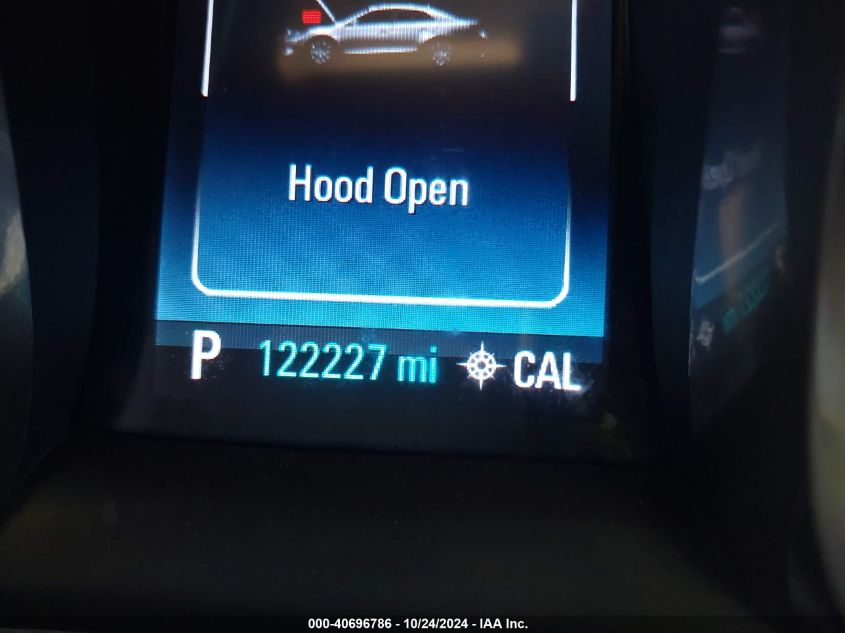 Hood Open
P 122227 mi CAL
000-40696786 - 10/24/2024 - IAA Inc.